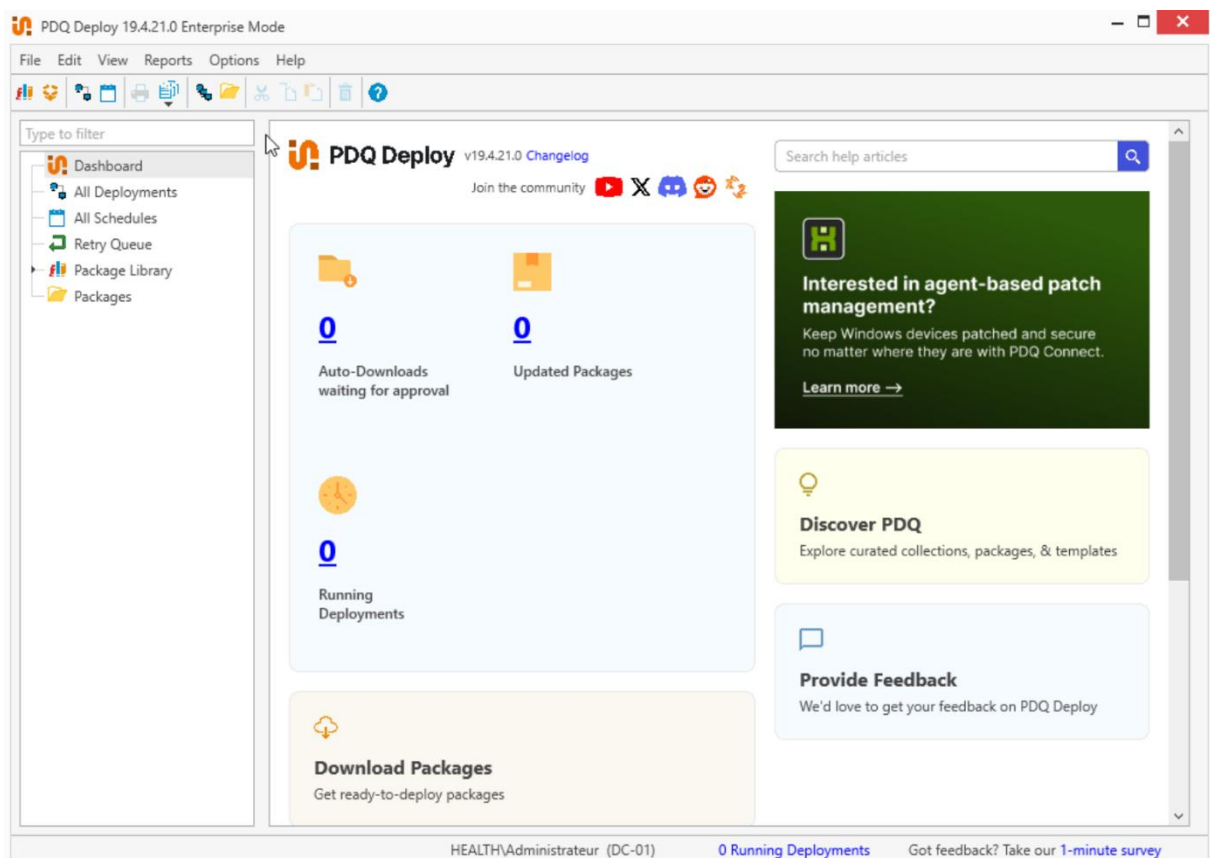 PDQ Deploy 19.4.21.0 Enterprise Mode
File Edit View Reports Options Help
Type to filter
Dashboard
All Deployments
All Schedules
Retry Queue
Package Library
Packages
PDQ Deploy v19.4.21.0 Changelog
Join the community
0
Auto-Downloads
waiting for approval
0
Updated Packages
0
Running
Deployments
Download Packages
Get ready-to-deploy packages
Search help articles
Interested in agent-based patch
management?
Keep Windows devices patched and secure
no matter where they are with PDQ Connect.
Learn more →
Discover PDQ
Explore curated collections, packages, & templates
Provide Feedback
We'd love to get your feedback on PDQ Deploy
HEALTH\Administrateur (DC-01) 0 Running Deployments Got feedback? Take our 1-minute survey